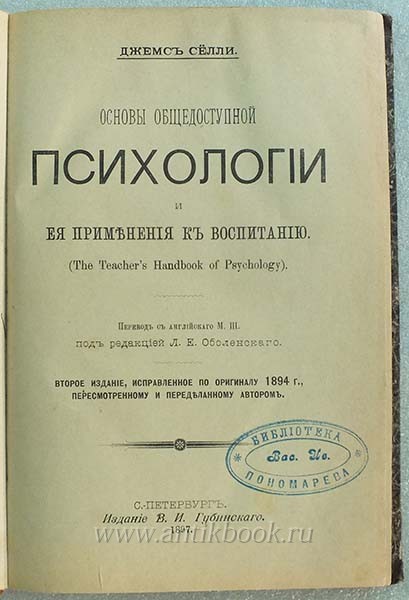 ДЖЕМСЪ СЁЛЛИ.
ОСНОВЫ ОБЩЕДОСТУПНОЙ
ПСИХОЛОГІИ
И
ЕЯ ПРИМѢНЕНІЯ КЪ ВОСПИТАНІЮ.
(The Teacher's Handbook of Psychology).
Переводъ съ англійскаго М. Ш.
подъ редакціей Л. Е. Оболенскаго.
ВТОРОЕ ИЗДАНІЕ, ИСПРАВЛЕННОЕ ПО ОРИГИНАЛУ 1894 г.,
ПЕРЕСМОТРЕННОМУ И ПЕРЕДѢЛАННОМУ АВТОРОМЪ.
БИБЛІОТЕКА
Вас. Ив.
ПОНОМАРЕВА
С.-ПЕТЕРБУРГЪ.
Изданіе В. И. Губинскаго.
1897.
www.antikbook.ru